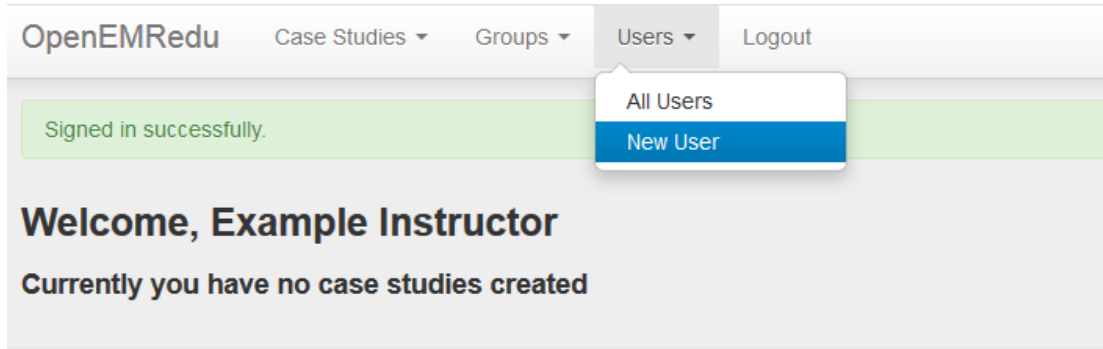 OpenEMRedu Case Studies Groups Users Logout
All Users
New User
Signed in successfully.
Welcome, Example Instructor
Currently you have no case studies created